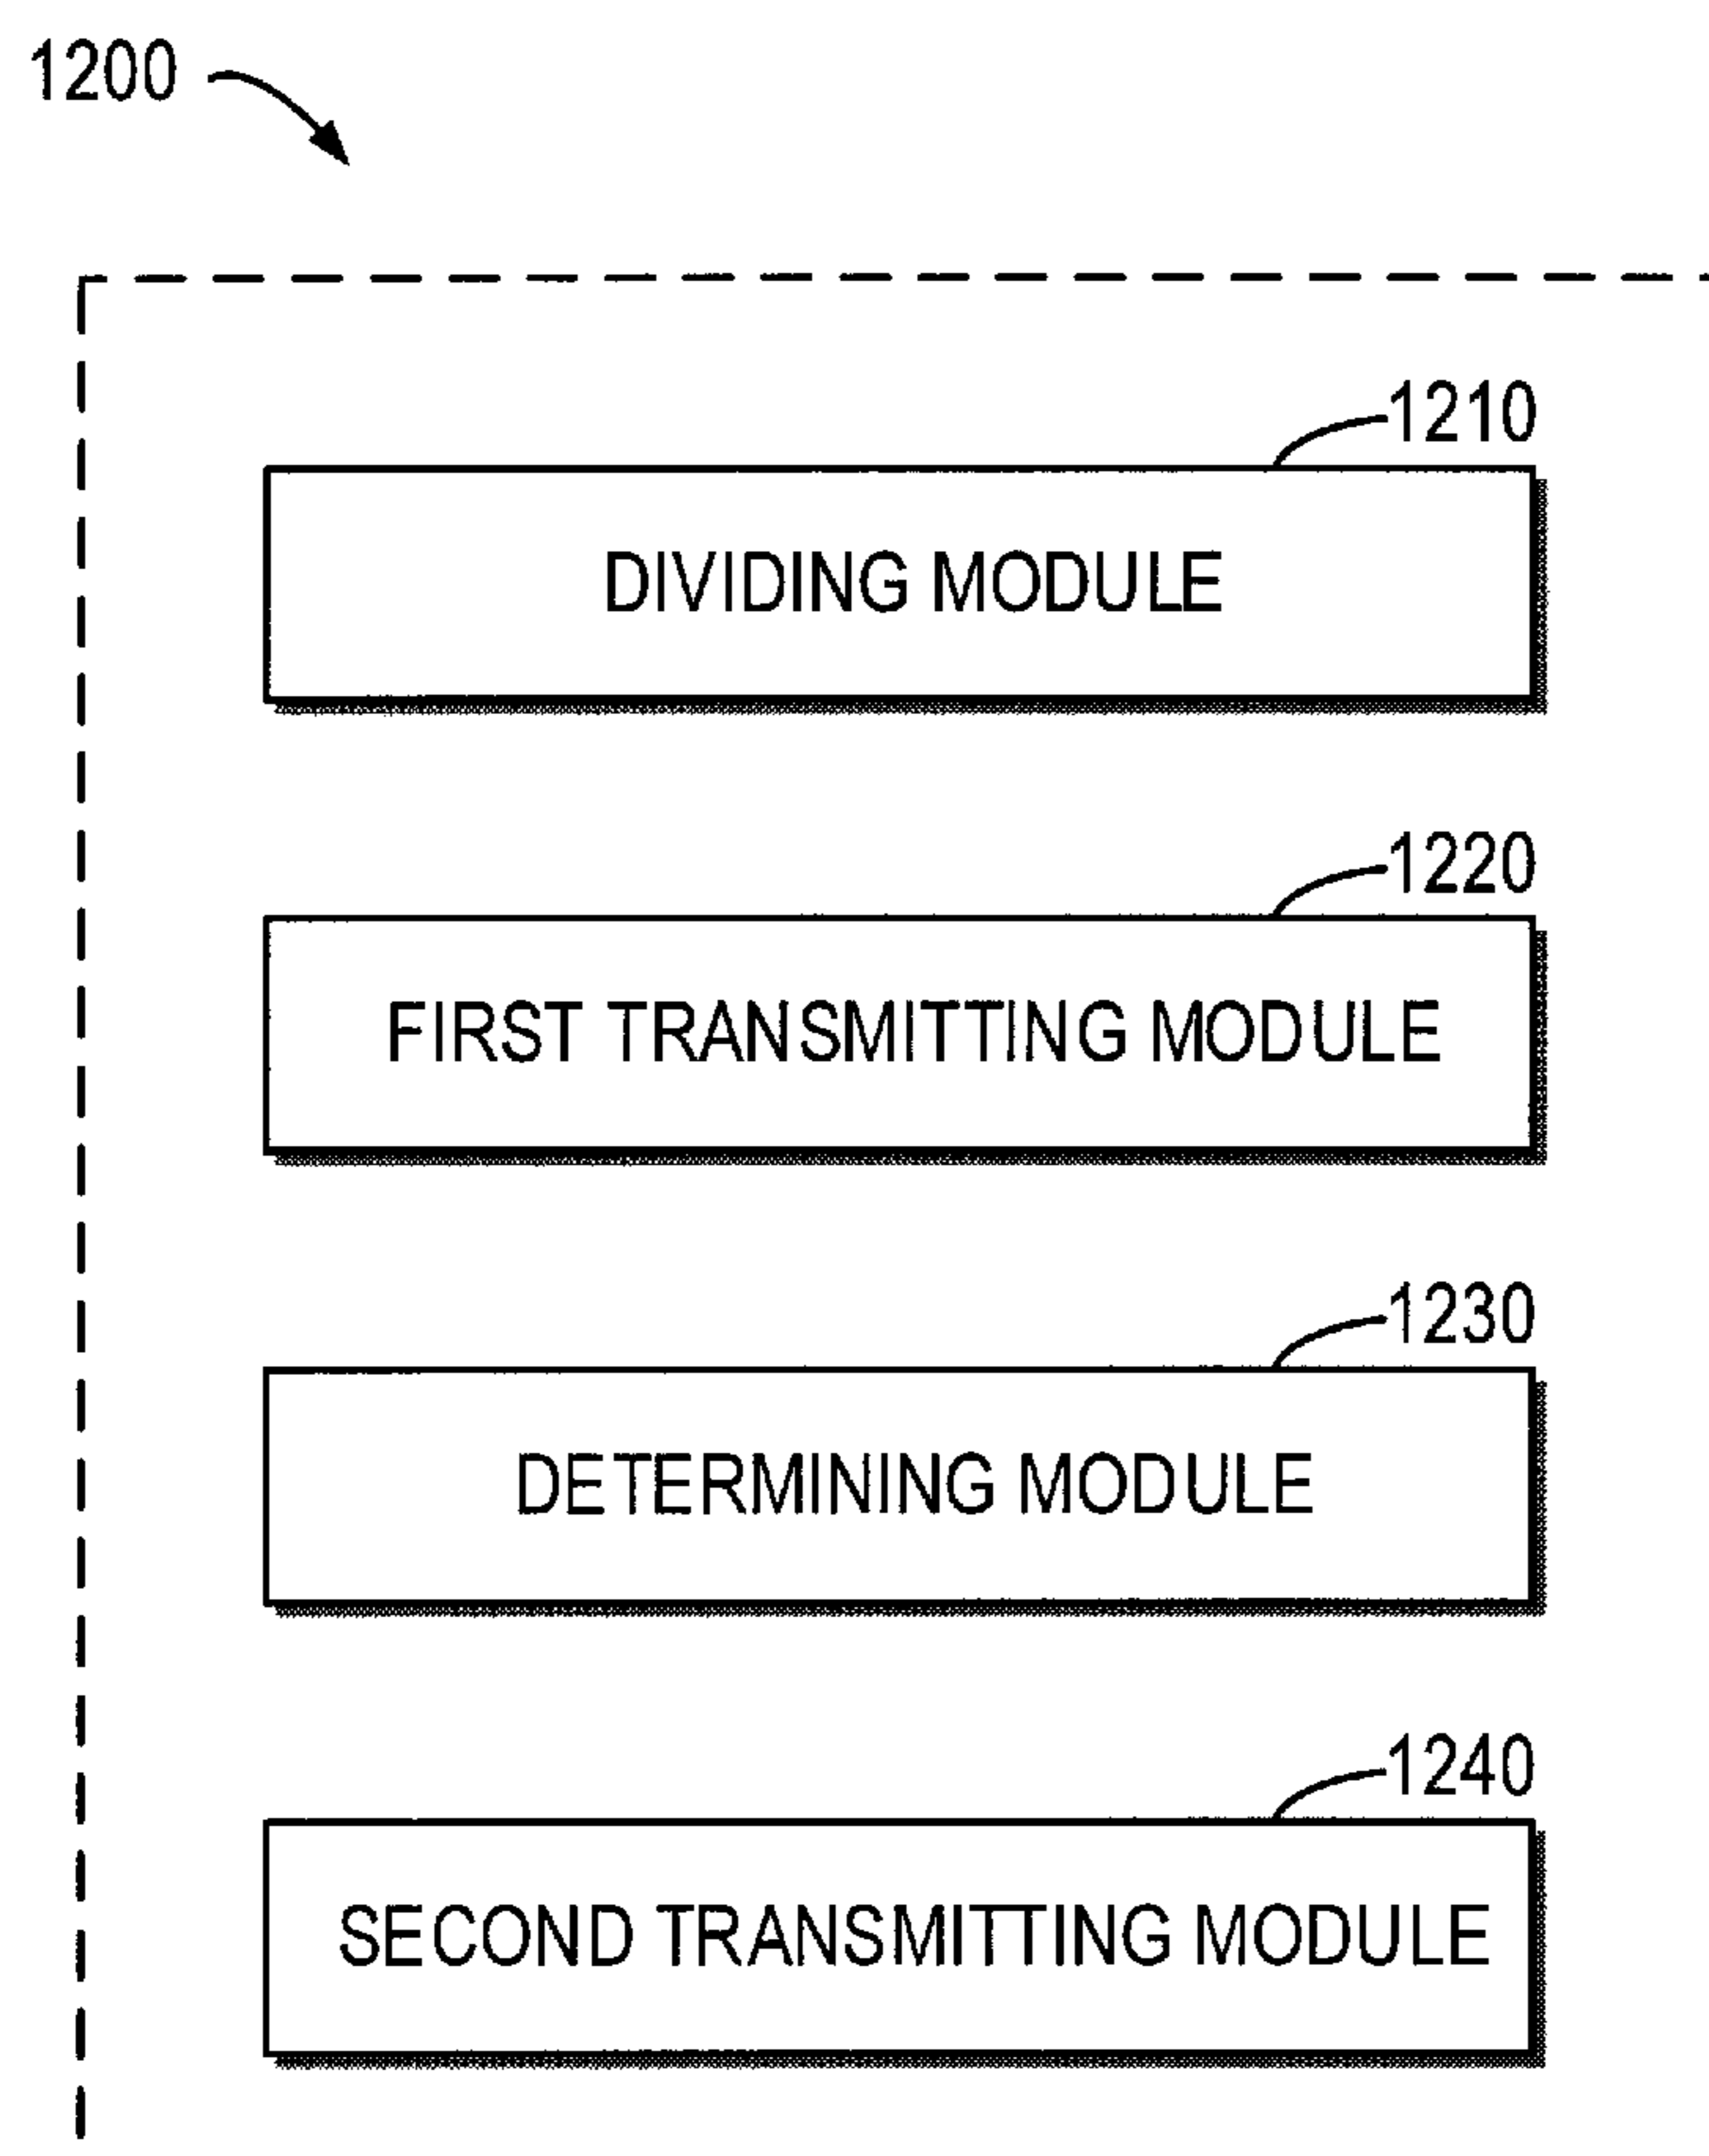 1200
1210
DIVIDING MODULE
1220
FIRST TRANSMITTING MODULE
1230
DETERMINING MODULE
1240
SECOND TRANSMITTING MODULE